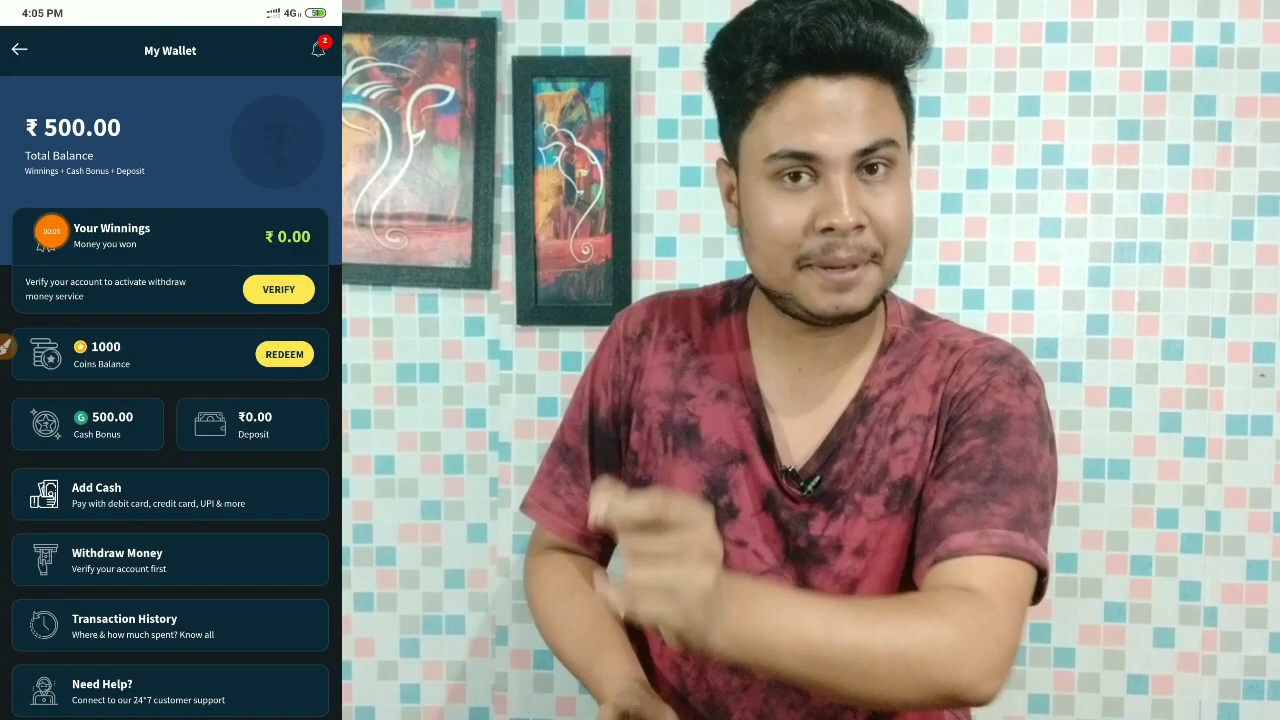 4:05 PM
4G
51
My Wallet
2
₹ 500.00
Total Balance
Winnings + Cash Bonus + Deposit
00:05
Your Winnings
Money you won
₹ 0.00
Verify your account to activate withdraw
money service
VERIFY
1000
Coins Balance
REDEEM
G 500.00
Cash Bonus
₹0.00
Deposit
Add Cash
Pay with debit card, credit card, UPI & more
Withdraw Money
Verify your account first
Transaction History
Where & how much spent? Know all
Need Help?
Connect to our 24*7 customer support